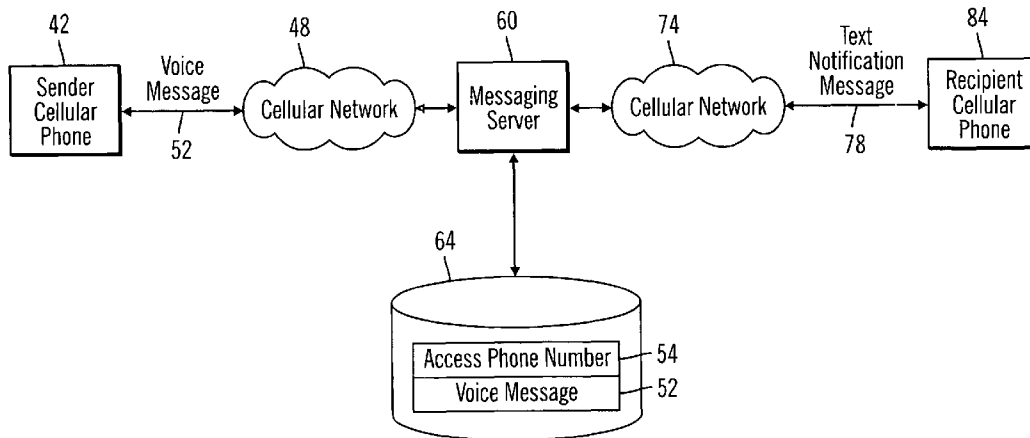 42
Sender
Cellular
Phone
Voice
Message
52
48
Cellular Network
60
Messaging
Server
74
Cellular Network
Text
Notification
Message
78
84
Recipient
Cellular
Phone
64
Access Phone Number
54
Voice Message
52